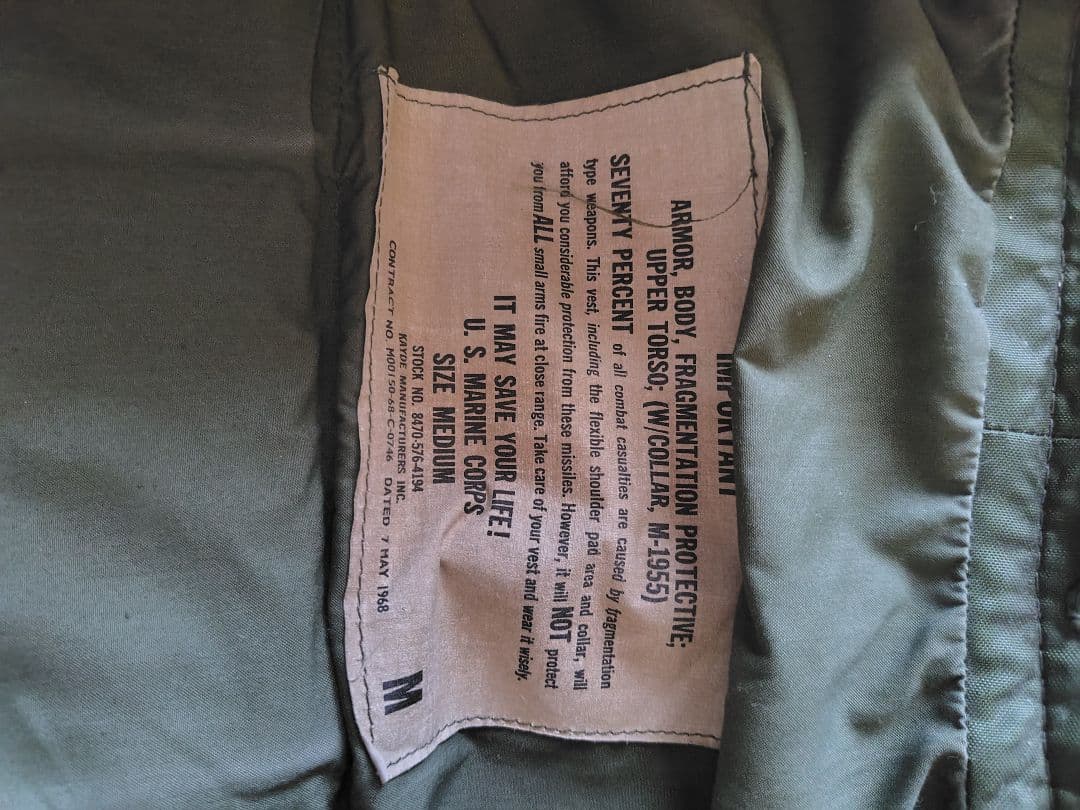 IMPORTANT
ARMOR, BODY, FRAGMENTATION PROTECTIVE;
UPPER TORSO; (W/COLLAR, M-1955)
SEVENTY PERCENT of all combat casualties are caused by fragmentation
type weapons. This vest, including the flexible shoulder pad area and collar, will
afford you considerable protection from these missiles. However, it will NOT protect
you from ALL small arms fire at close range. Take care of your vest and wear it wisely.
IT MAY SAVE YOUR LIFE!
U. S. MARINE CORPS
SIZE MEDIUM
STOCK NO. 8470-576-4194
KAYDE MANUFACTURERS INC.
CONTRACT NO. M00150-68-C-0746 DATED 7 MAY 1968
M